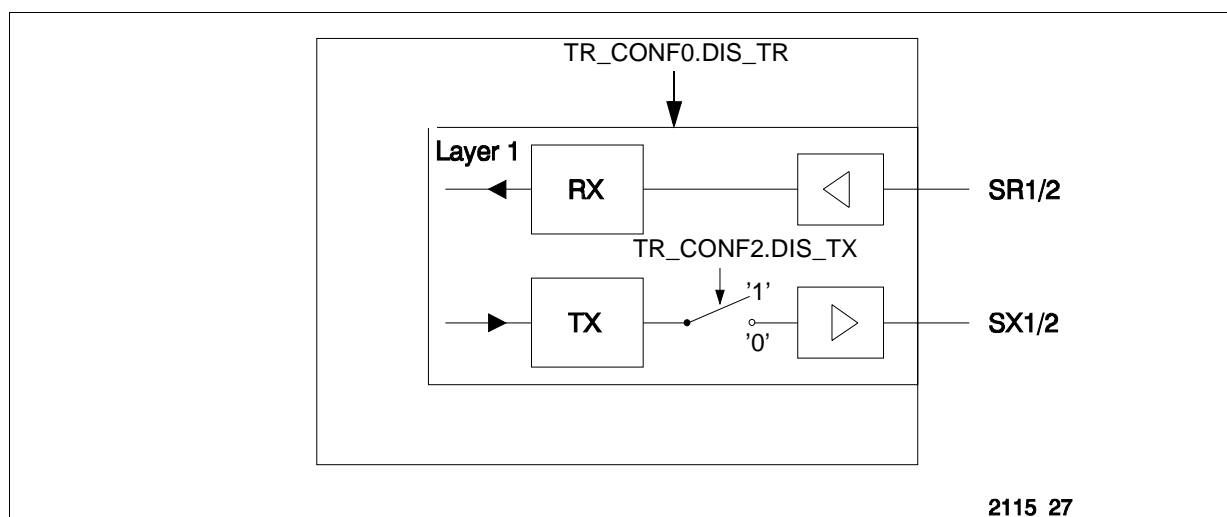 TR_CONF0.DIS_TR
Layer 1
RX
SR1/2
TR_CONF2.DIS_TX
'1'
TX
'0'
SX1/2
2115_27